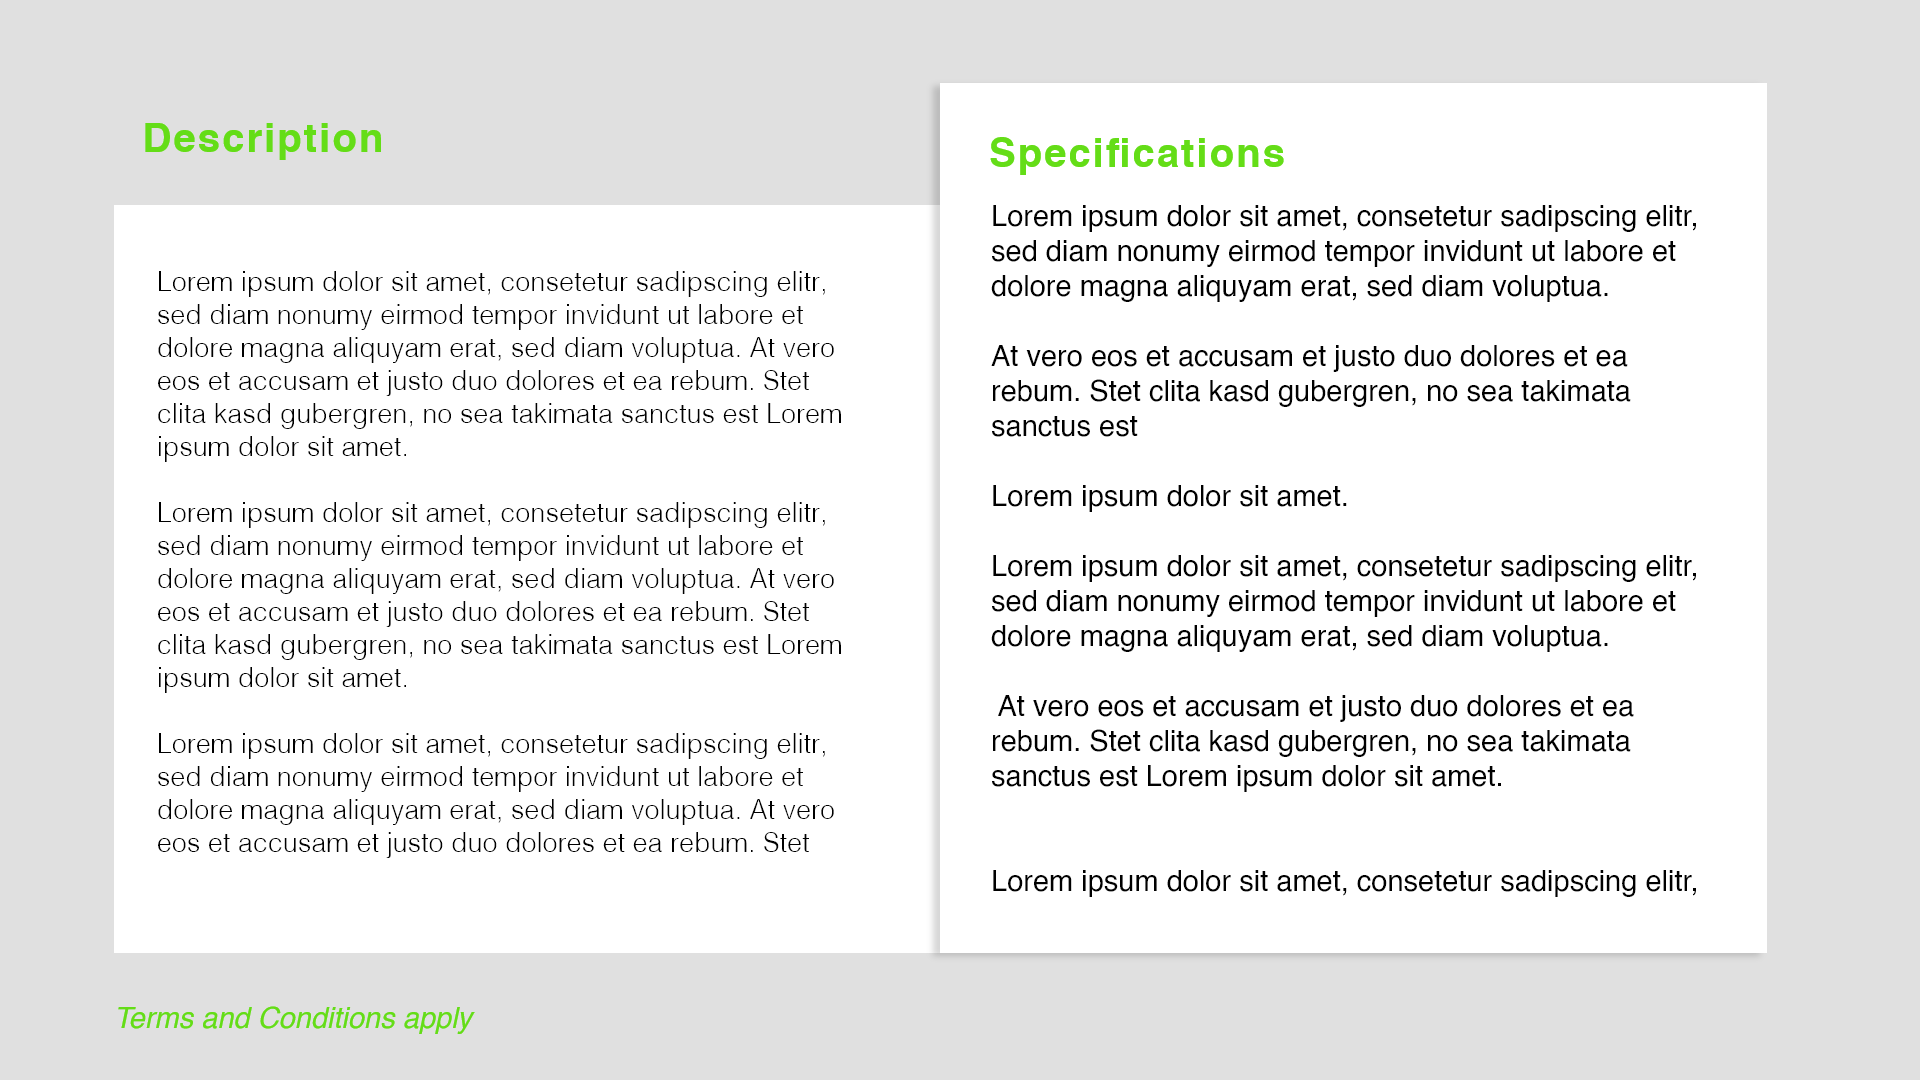 Description
Lorem ipsum dolor sit amet, consetetur sadipscing elitr,
sed diam nonumy eirmod tempor invidunt ut labore et
dolore magna aliquyam erat, sed diam voluptua. At vero
eos et accusam et justo duo dolores et ea rebum. Stet
clita kasd gubergren, no sea takimata sanctus est Lorem
ipsum dolor sit amet.
Lorem ipsum dolor sit amet, consetetur sadipscing elitr,
sed diam nonumy eirmod tempor invidunt ut labore et
dolore magna aliquyam erat, sed diam voluptua. At vero
eos et accusam et justo duo dolores et ea rebum. Stet
clita kasd gubergren, no sea takimata sanctus est Lorem
ipsum dolor sit amet.
Lorem ipsum dolor sit amet, consetetur sadipscing elitr,
sed diam nonumy eirmod tempor invidunt ut labore et
dolore magna aliquyam erat, sed diam voluptua. At vero
eos et accusam et justo duo dolores et ea rebum. Stet
Specifications
Lorem ipsum dolor sit amet, consetetur sadipscing elitr,
sed diam nonumy eirmod tempor invidunt ut labore et
dolore magna aliquyam erat, sed diam voluptua.
At vero eos et accusam et justo duo dolores et ea
rebum. Stet clita kasd gubergren, no sea takimata
sanctus est
Lorem ipsum dolor sit amet.
Lorem ipsum dolor sit amet, consetetur sadipscing elitr,
sed diam nonumy eirmod tempor invidunt ut labore et
dolore magna aliquyam erat, sed diam voluptua.
At vero eos et accusam et justo duo dolores et ea
rebum. Stet clita kasd gubergren, no sea takimata
sanctus est Lorem ipsum dolor sit amet.
Lorem ipsum dolor sit amet, consetetur sadipscing elitr,
Terms and Conditions apply